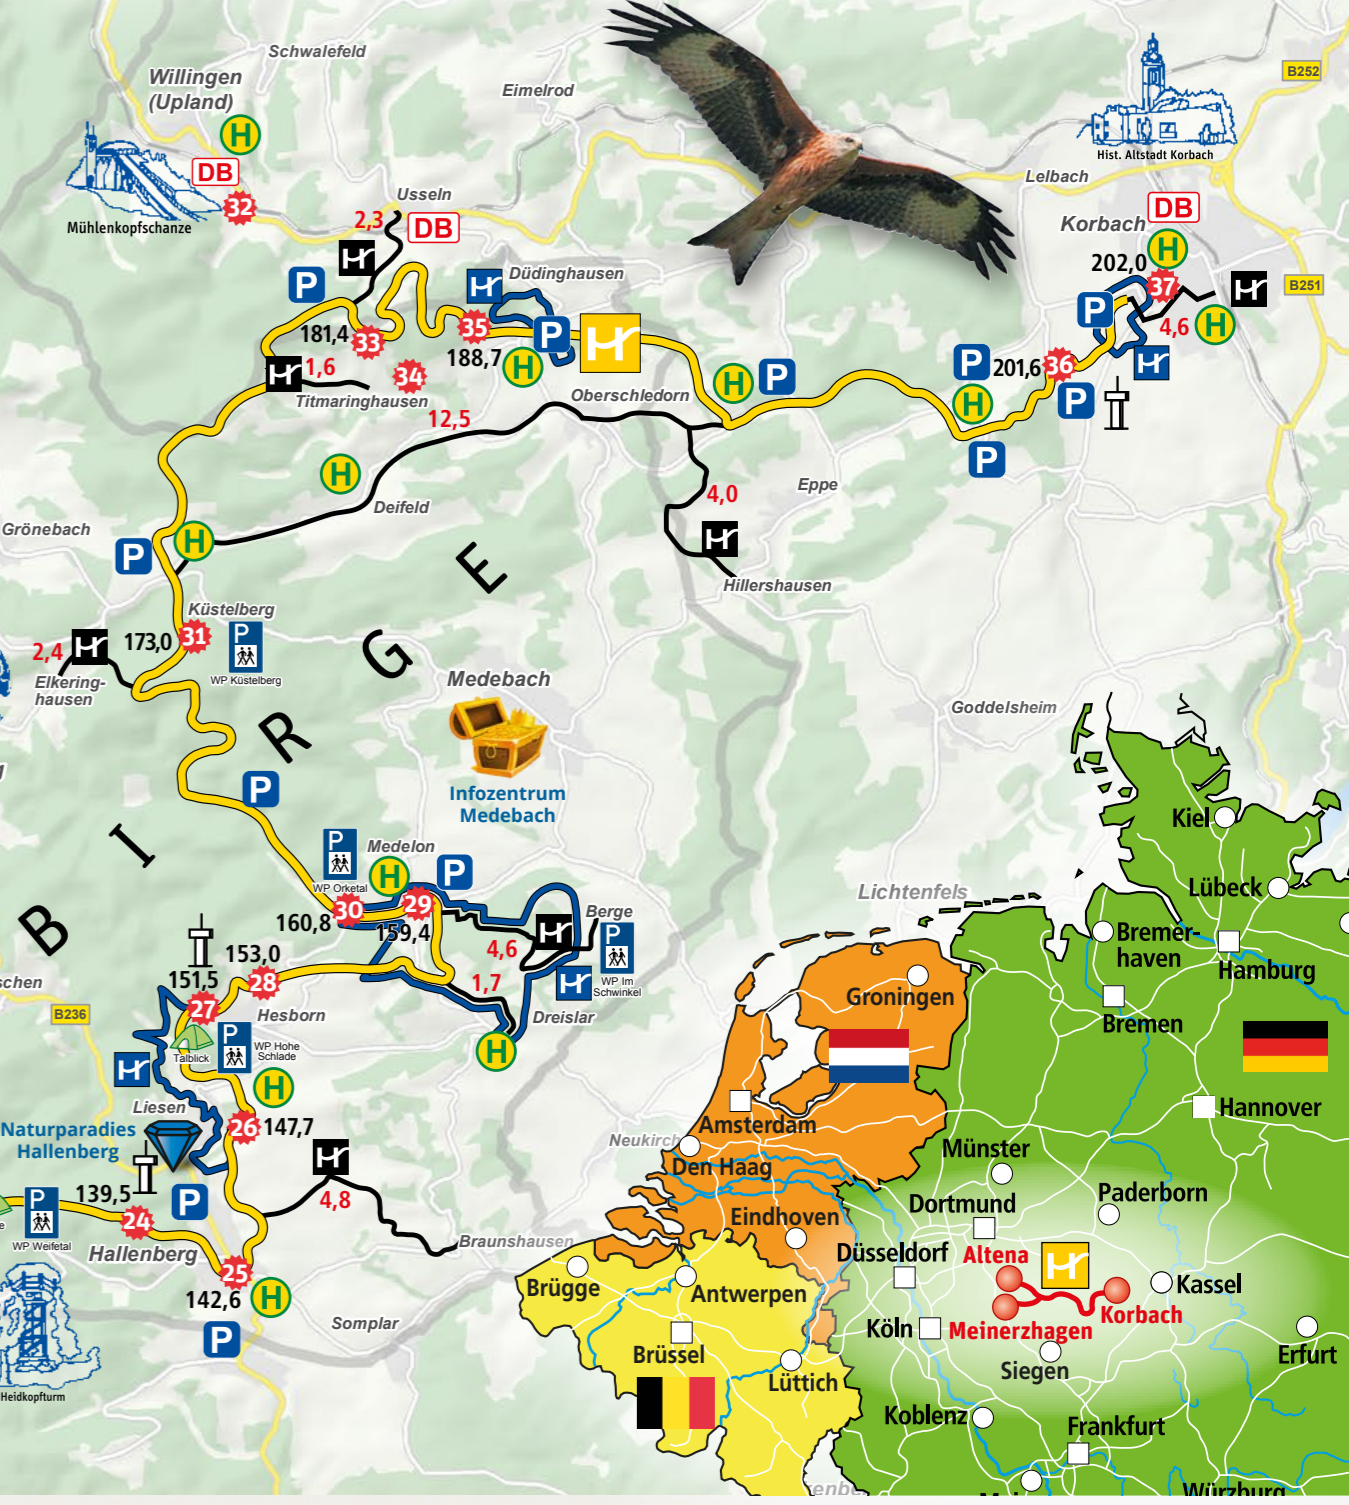 Schwalefeld
Willingen
(Upland)
H
DB
32
Mühlenkopfschanze
Eimelrod
Usseln
2,3
DB
P
Düdinghausen
181,4
33
35
188,7
H
P
1,6
34
Titmaringhausen
12,5
Oberschledorn
H
P
B252
Hist. Altstadt Korbach
Lelbach
Korbach
DB
H
202,0
37
B251
P
4,6
H
P
201,6
36
H
P
P
Eppe
4,0
Hillershausen
H
Deifeld
Grönebach
P
H
Küstelberg
173,0
31
P
WP Küstelberg
2,4
Elkering-
hausen
E
G
R
I
B
Medebach
Infozentrum
Medebach
Goddelsheim
Lichtenfels
P
P
WP Orketal
Medelon
H
P
30
29
160,8
159,4
4,6
Berge
P
WP Im
Schwinkel
1,7
Dreislar
H
153,0
151,5
28
27
Hesborn
Talblick
P
WP Hohe
Schlade
H
schen
B236
Liesen
Naturparadies
Hallenberg
26
147,7
P
139,5
24
P
WP Weifetal
Hallenberg
25
142,6
H
P
4,8
Braunshausen
Somplar
Heidkopfturm
Neukirch
Kiel
Lübeck
Bremer-
haven
Hamburg
Bremen
Hannover
Groningen
Amsterdam
Den Haag
Eindhoven
Münster
Dortmund
Paderborn
Düsseldorf
Altena
Kassel
Korbach
Köln
Meinerzhagen
Siegen
Erfurt
Brügge
Antwerpen
Brüssel
Lüttich
Koblenz
Frankfurt
Würzburg